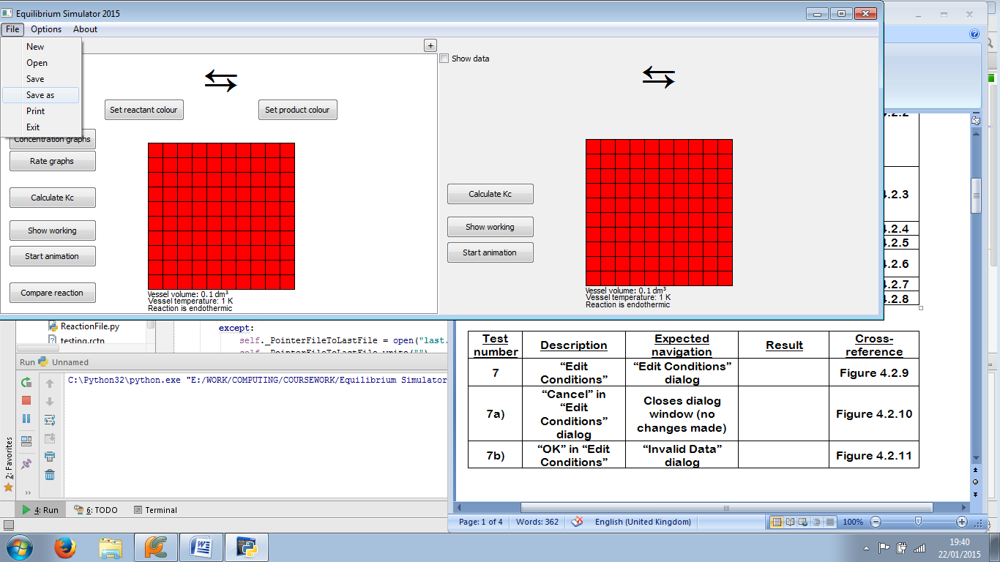 Equilibrium Simulator 2015
File Options About
New
Open
Save
Save as
Print
Exit
+
Show data
⇆
⇆
Set reactant colour
Set product colour
Concentration graphs
Rate graphs
Calculate Kc
Show working
Start animation
Compare reaction
Vessel volume: 0.1 dm³
Vessel temperature: 1 K
Reaction is endothermic
Calculate Kc
Show working
Start animation
Vessel volume: 0.1 dm³
Vessel temperature: 1 K
Reaction is endothermic
4.2.2
4.2.3
4.2.4
4.2.5
4.2.6
4.2.7
4.2.8
ReactionFile.py
testing.rctn
except:
self._PointerFileToLastFile = open("last.
self._PointerFileToLastFile.write("")
Run Unnamed
C:\Python32\python.exe "E:/WORK/COMPUTING/COURSEWORK/Equilibrium Simulator
2: Favorites
4: Run
6: TODO
Terminal
Test number
Description
Expected navigation
Result
Cross-reference
7
“Edit Conditions”
“Edit Conditions” dialog
Figure 4.2.9
7a)
“Cancel” in “Edit Conditions” dialog
Closes dialog window (no changes made)
Figure 4.2.10
7b)
“OK” in “Edit Conditions”
“Invalid Data” dialog
Figure 4.2.11
Page: 1 of 4
Words: 362
English (United Kingdom)
100%
19:40
22/01/2015